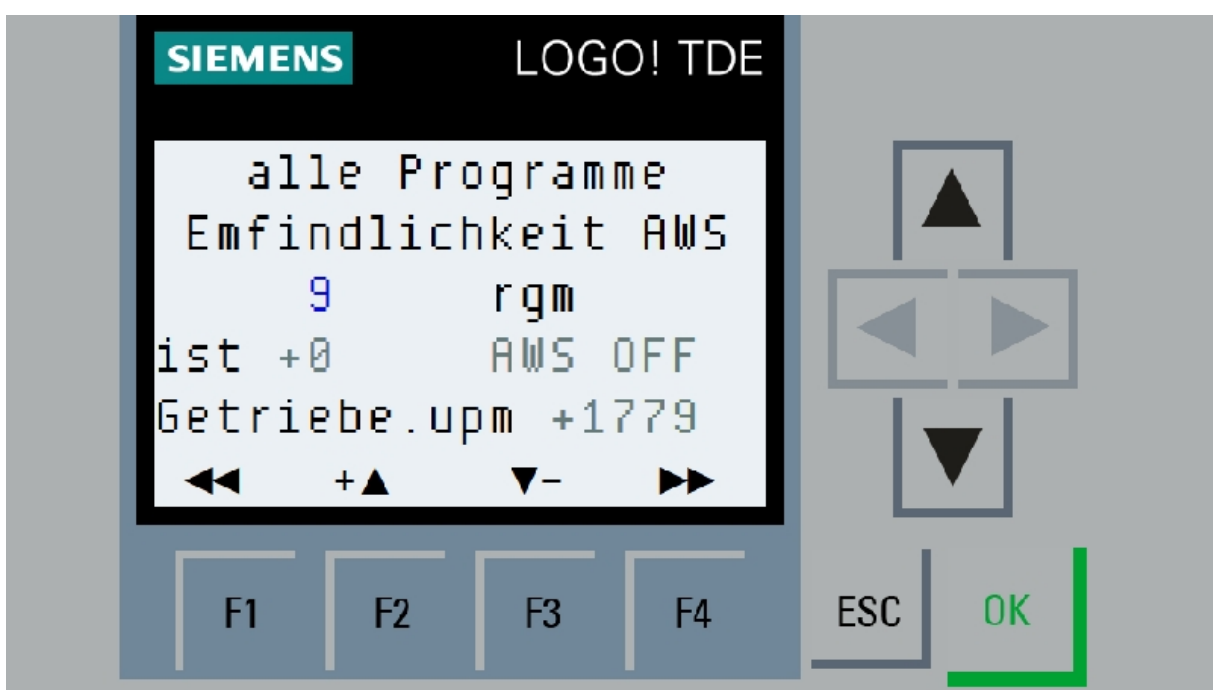 SIEMENS LOGO! TDE
alle Programme
Emfindlichkeit AWS
9 rgm
ist +0 AWS OFF
Getriebe.upm +1779
◀◀ +▲ ▼- ▶▶
F1 F2 F3 F4 ESC OK